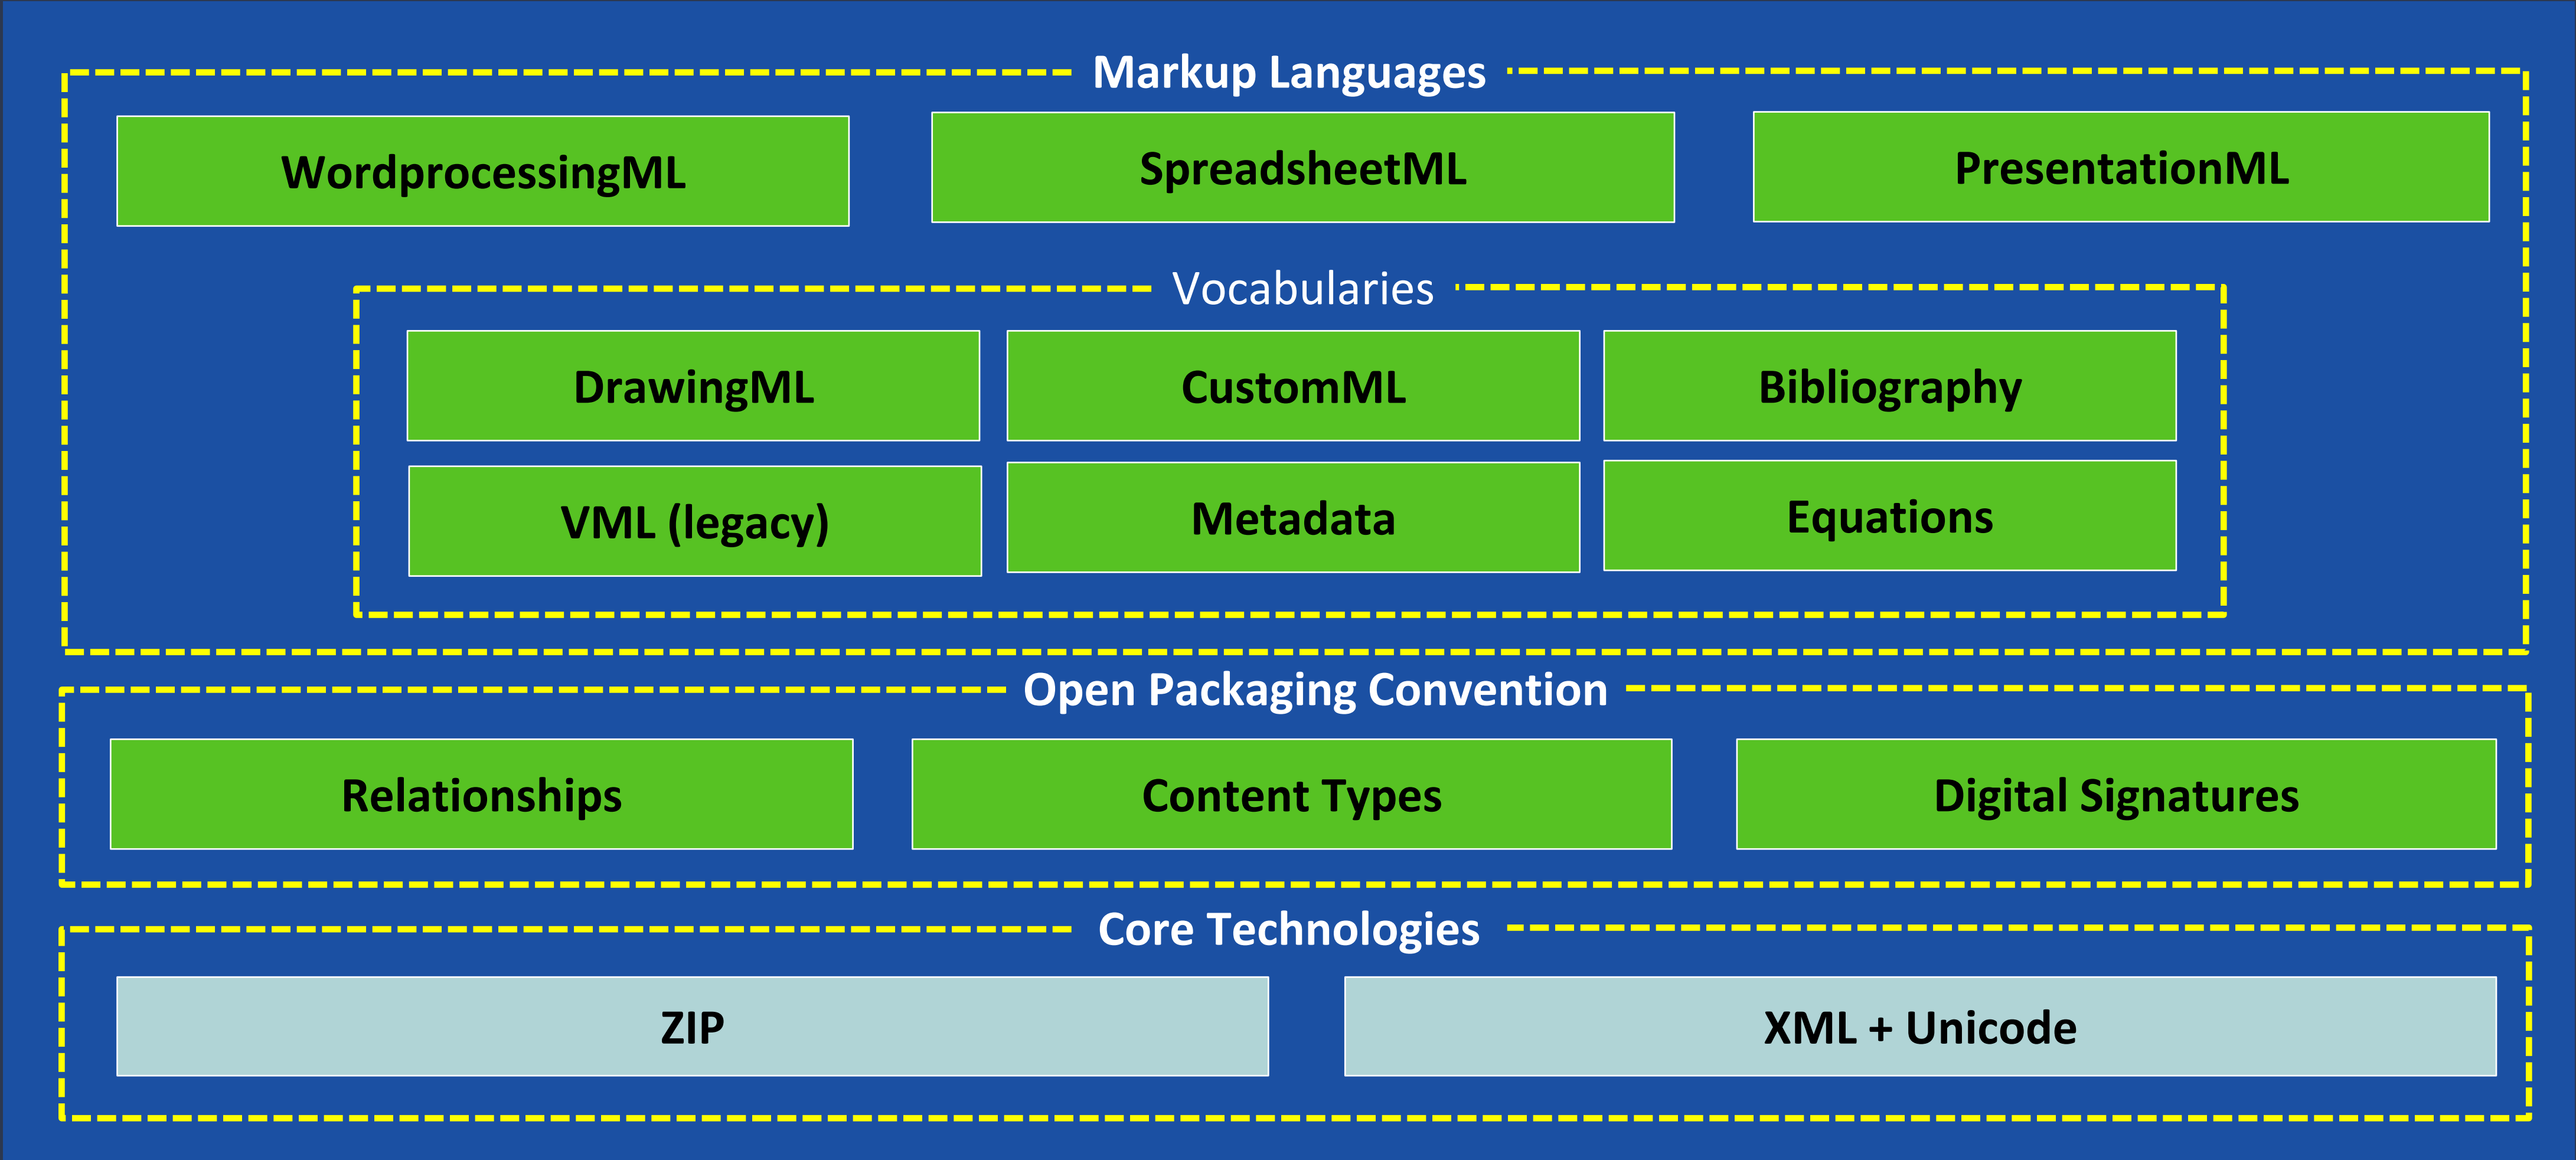 Markup Languages
WordprocessingML
SpreadsheetML
PresentationML
Vocabularies
DrawingML
CustomML
Bibliography
VML (legacy)
Metadata
Equations
Open Packaging Convention
Relationships
Content Types
Digital Signatures
Core Technologies
ZIP
XML + Unicode